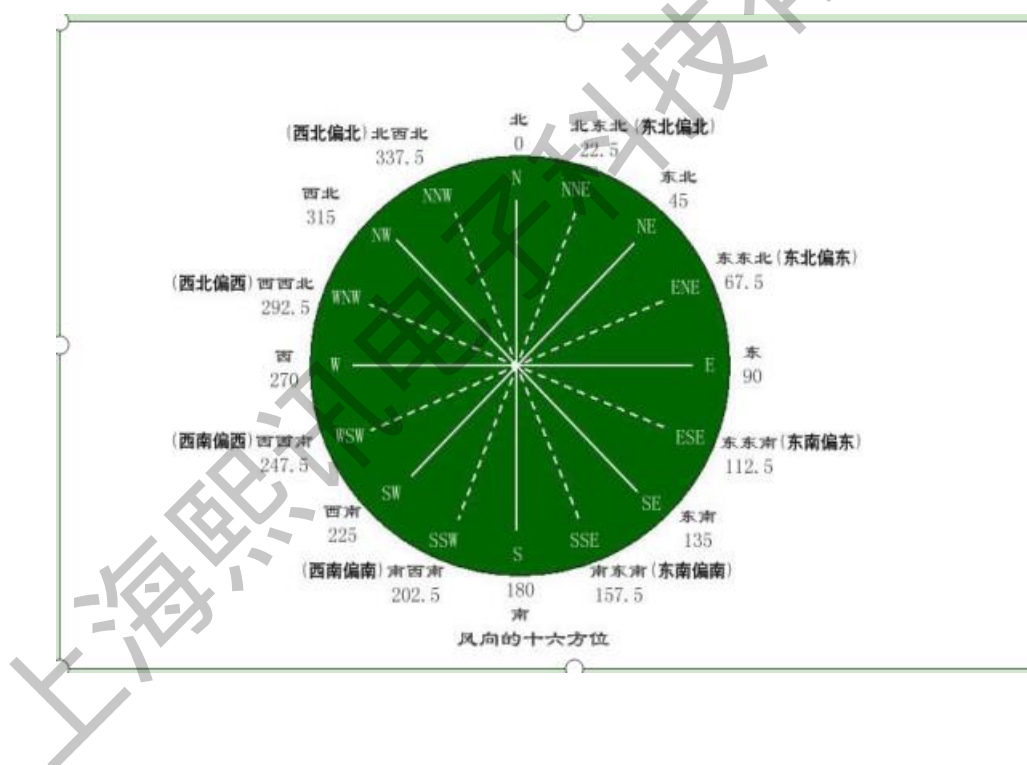 北
0
北东北(东北偏北)
22.5
(西北偏北)北西北
337.5
N
NNE
NNW
东北
45
西北
315
NE
NW
东东北(东北偏东)
67.5
ENE
(西北偏西)西西北
292.5
WNW
西
270
W
E
东
90
(西南偏西)西西南
247.5
WSW
ESE
东东南(东南偏东)
112.5
SW
SE
西南
225
东南
135
SSW
S
SSE
(西南偏南)南西南
202.5
180
南
南东南(东南偏南)
157.5
风向的十六方位
上海熙讯电子科技有